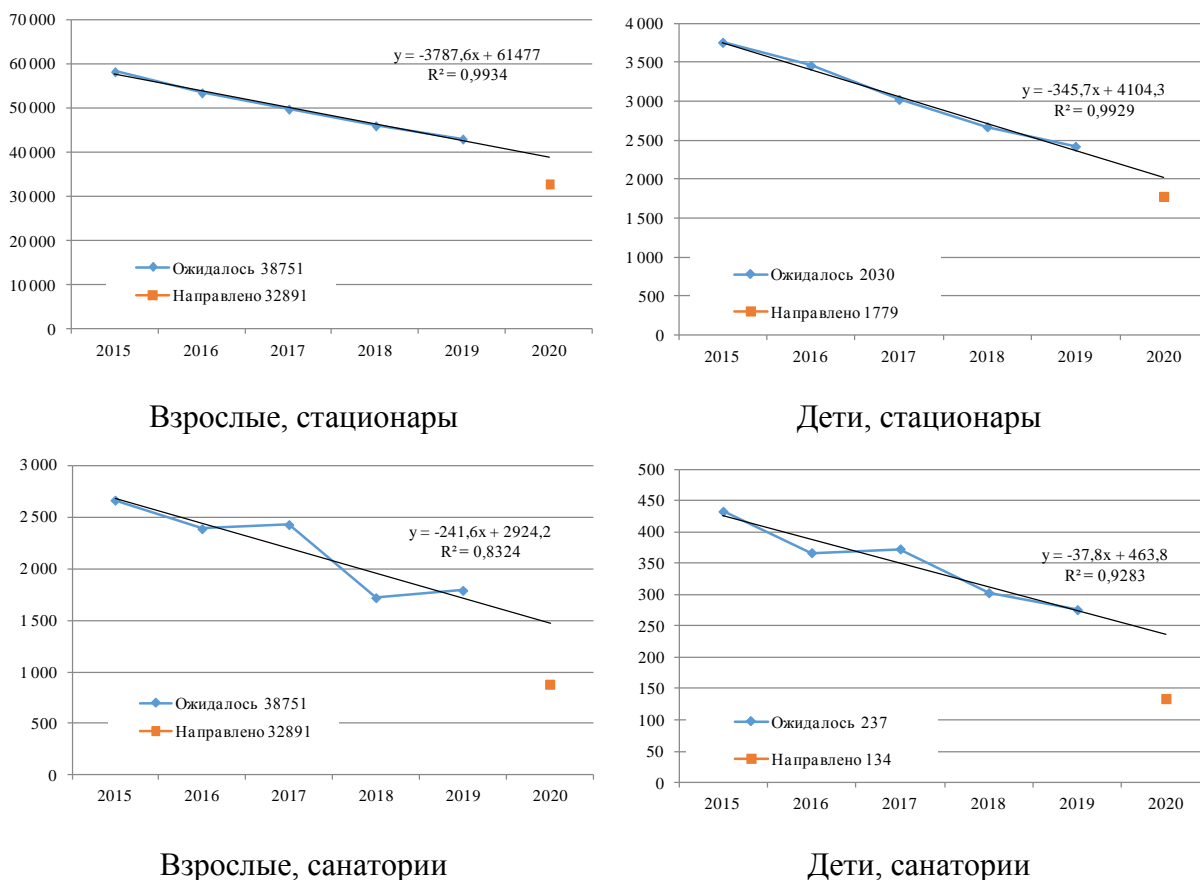 70 000
60 000
50 000
40 000
30 000
20 000
10 000
0
y = -3787,6x + 61477
R² = 0,9934
Ожидалось 38751
Направлено 32891
2015 2016 2017 2018 2019 2020
Взрослые, стационары
4 000
3 500
3 000
2 500
2 000
1 500
1 000
500
0
y = -345,7x + 4104,3
R² = 0,9929
Ожидалось 2030
Направлено 1779
2015 2016 2017 2018 2019 2020
Дети, стационары
3 000
2 500
2 000
1 500
1 000
500
0
y = -241,6x + 2924,2
R² = 0,8324
Ожидалось 38751
Направлено 32891
2015 2016 2017 2018 2019 2020
Взрослые, санатории
500
450
400
350
300
250
200
150
100
50
0
y = -37,8x + 463,8
R² = 0,9283
Ожидалось 237
Направлено 134
2015 2016 2017 2018 2019 2020
Дети, санатории